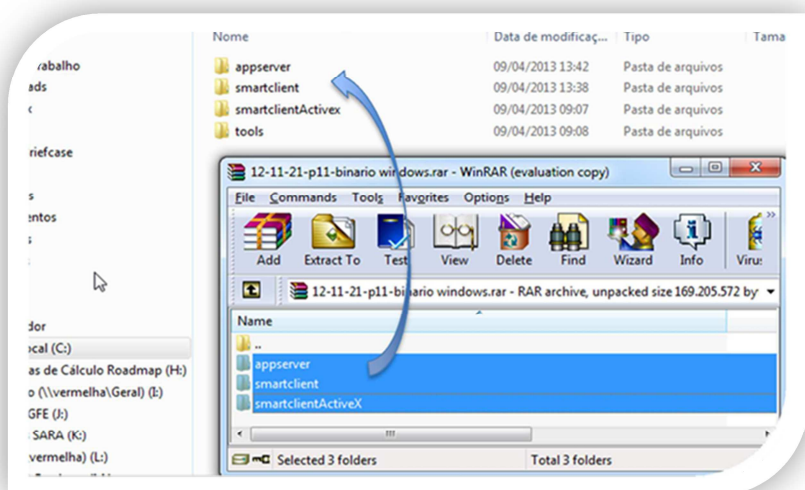 Nome Data de modificaç... Tipo Tama
appserver 09/04/2013 13:42 Pasta de arquivos
smartclient 09/04/2013 13:38 Pasta de arquivos
smartclientActivex 09/04/2013 09:07 Pasta de arquivos
tools 09/04/2013 09:08 Pasta de arquivos
rabalho
ads
riefcase
s
entos
s
dor
ocal (C:)
as de Cálculo Roadmap (H:)
o (\\vermelha\Geral) (I:)
GFE (J:)
SARA (K:)
vermelha) (L:)
12-11-21-p11-binario windows.rar - WinRAR (evaluation copy)
File Commands Tools Favorites Options Help
Add Extract To Test View Delete Find Wizard Info Virus
12-11-21-p11-binario windows.rar - RAR archive, unpacked size 169.205.572 by
Name
..
appserver
smartclient
smartclientActiveX
Selected 3 folders Total 3 folders